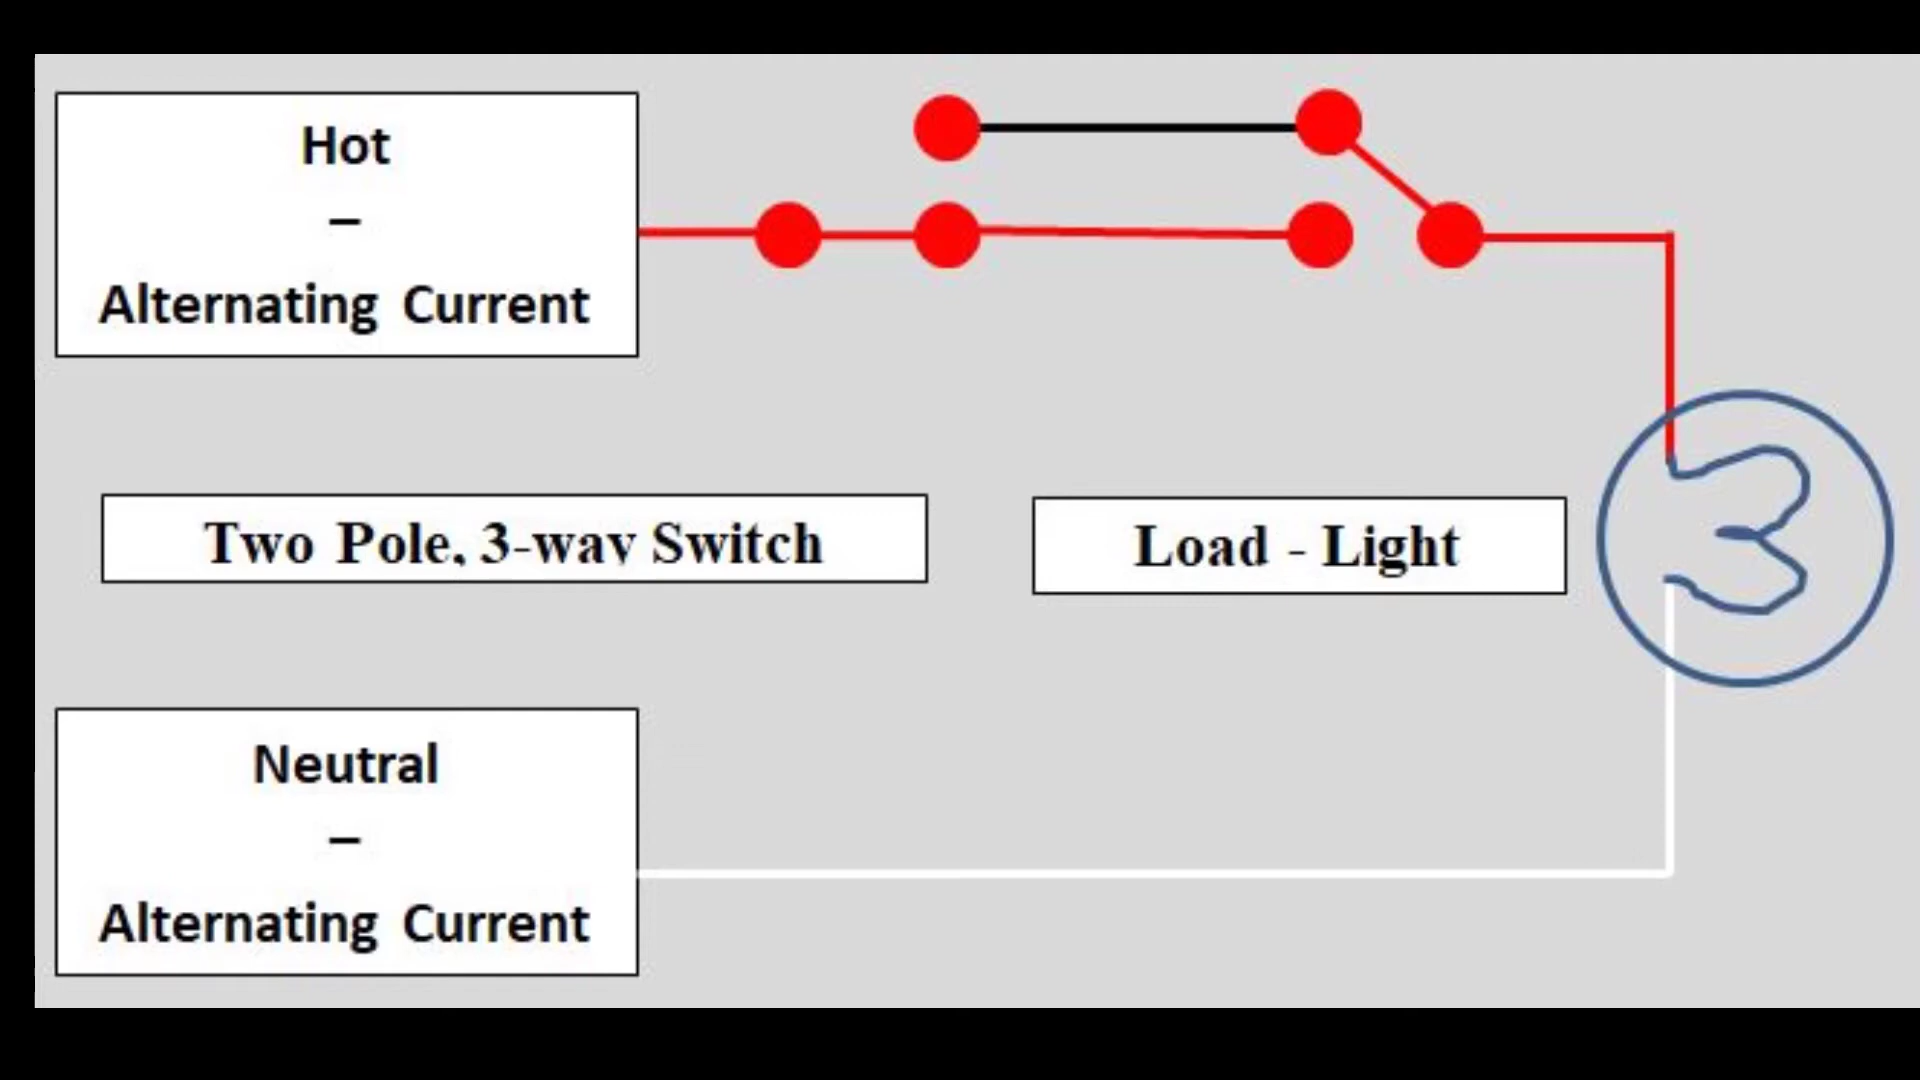 Hot
–
Alternating Current
Two Pole, 3-way Switch
Load - Light
Neutral
–
Alternating Current